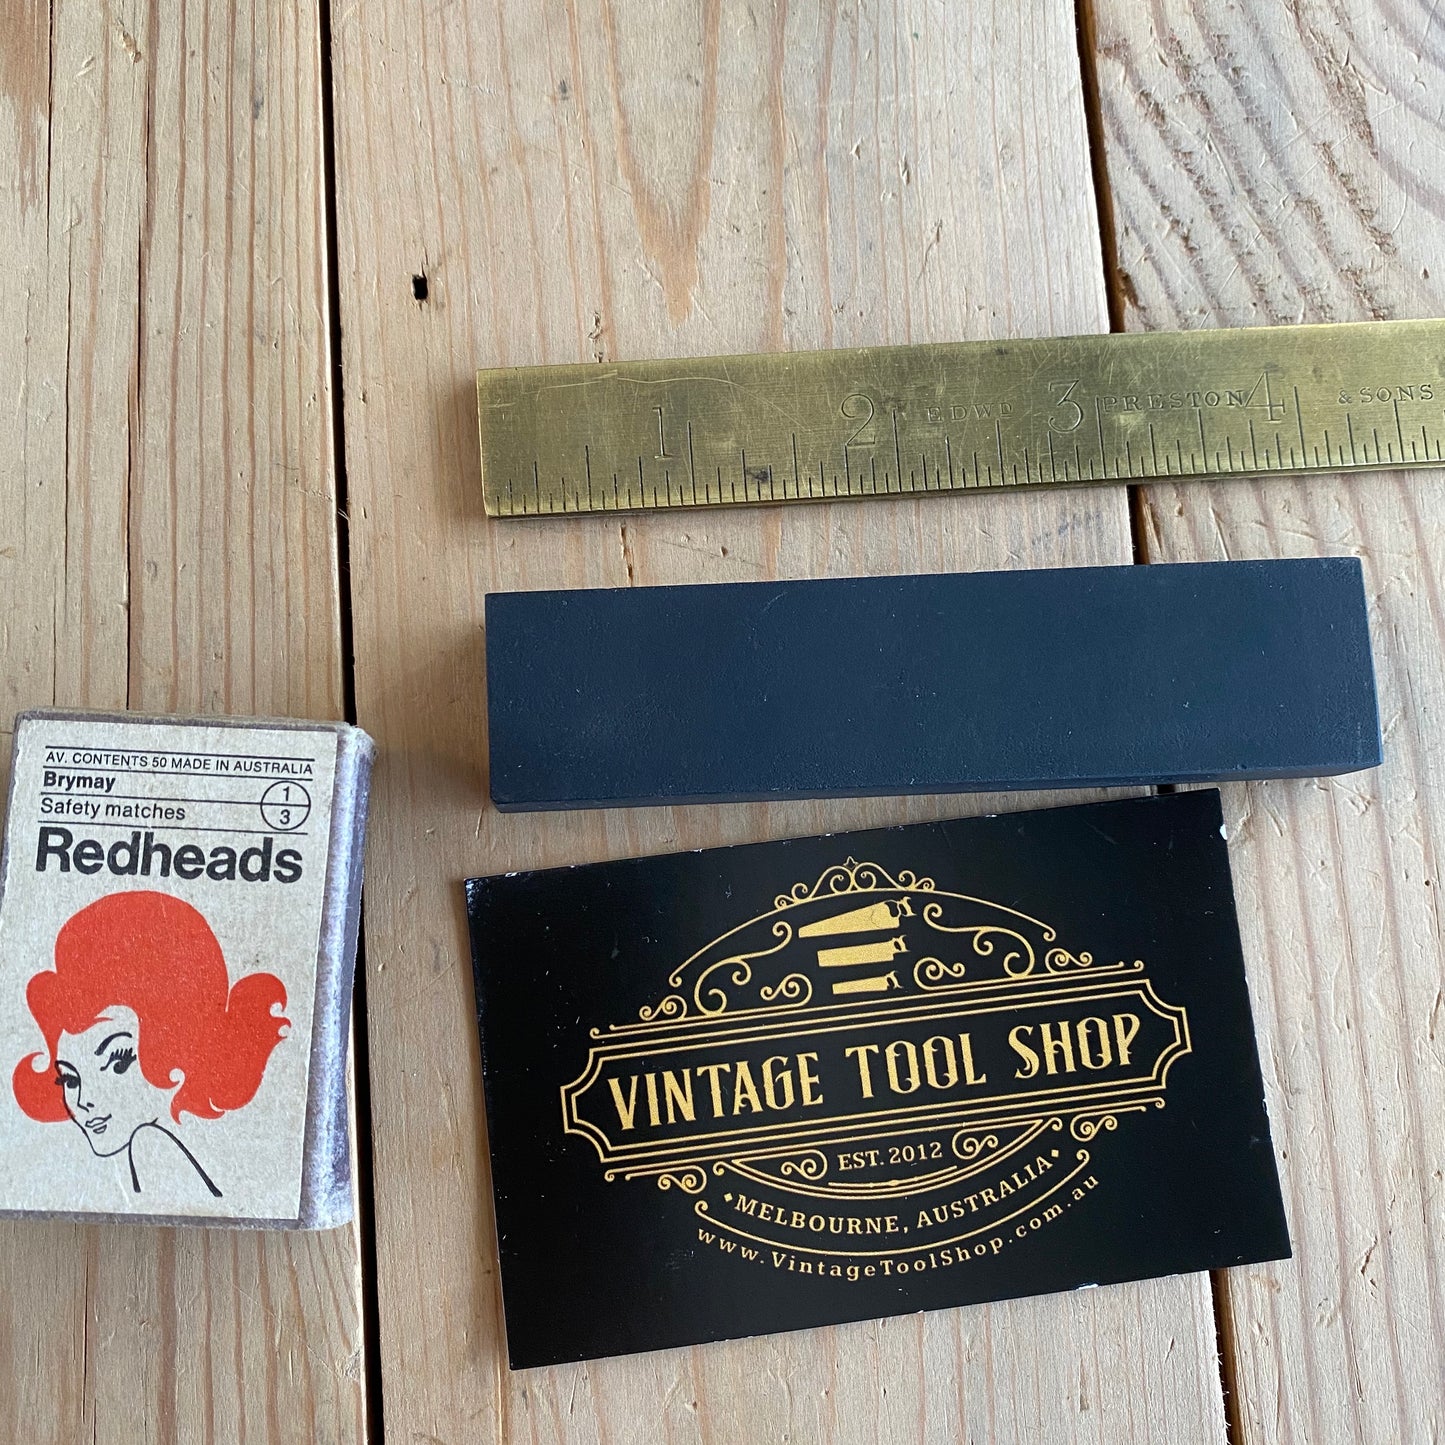 1 2 EDWD 3 PRESTON 4 & SONS
AV. CONTENTS 50 MADE IN AUSTRALIA
Brymay
Safety matches
1
3
Redheads
VINTAGE TOOL SHOP
EST. 2012
MELBOURNE, AUSTRALIA
www.VintageToolShop.com.au